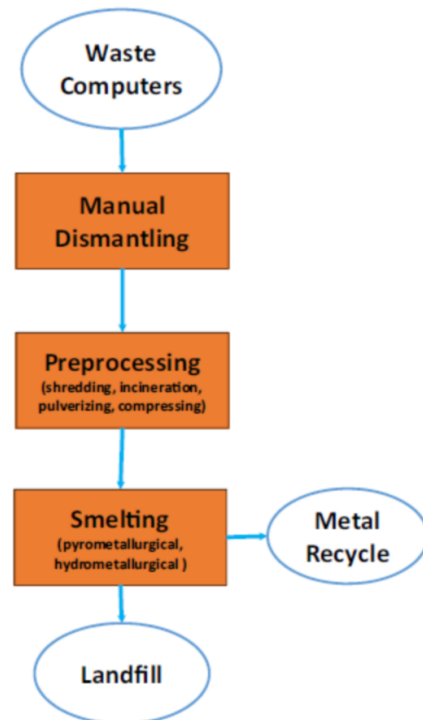 Waste
Computers
Manual
Dismantling
Preprocessing
(shredding, incineration,
pulverizing, compressing)
Smelting
(pyrometallurgical,
hydrometallurgical )
Metal
Recycle
Landfill